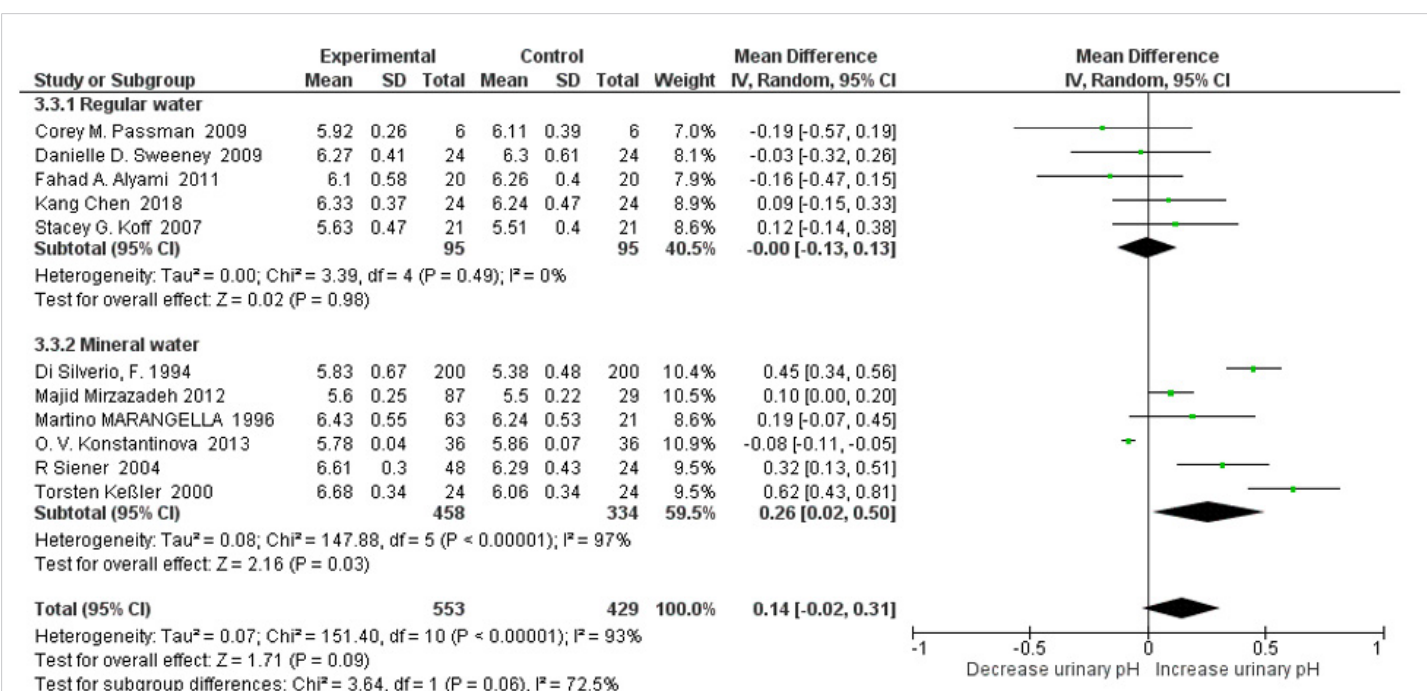 Experimental Control Mean Difference Mean Difference
Study or Subgroup Mean SD Total Mean SD Total Weight IV, Random, 95% CI IV, Random, 95% CI
3.3.1 Regular water
Corey M. Passman 2009 5.92 0.26 6 6.11 0.39 6 7.0% -0.19 [-0.57, 0.19]
Danielle D. Sweeney 2009 6.27 0.41 24 6.3 0.61 24 8.1% -0.03 [-0.32, 0.26]
Fahad A. Alyami 2011 6.1 0.58 20 6.26 0.4 20 7.9% -0.16 [-0.47, 0.15]
Kang Chen 2018 6.33 0.37 24 6.24 0.47 24 8.9% 0.09 [-0.15, 0.33]
Stacey G. Koff 2007 5.63 0.47 21 5.51 0.4 21 8.6% 0.12 [-0.14, 0.38]
Subtotal (95% CI) 95 95 40.5% -0.00 [-0.13, 0.13]
Heterogeneity: Tau² = 0.00; Chi² = 3.39, df = 4 (P = 0.49); I² = 0%
Test for overall effect: Z = 0.02 (P = 0.98)
3.3.2 Mineral water
Di Silverio, F. 1994 5.83 0.67 200 5.38 0.48 200 10.4% 0.45 [0.34, 0.56]
Majid Mirzazadeh 2012 5.6 0.25 87 5.5 0.22 29 10.5% 0.10 [0.00, 0.20]
Martino MARANGELLA 1996 6.43 0.55 63 6.24 0.53 21 8.6% 0.19 [-0.07, 0.45]
O. V. Konstantinova 2013 5.78 0.04 36 5.86 0.07 36 10.9% -0.08 [-0.11, -0.05]
R Siener 2004 6.61 0.3 48 6.29 0.43 24 9.5% 0.32 [0.13, 0.51]
Torsten Keßler 2000 6.68 0.34 24 6.06 0.34 24 9.5% 0.62 [0.43, 0.81]
Subtotal (95% CI) 458 334 59.5% 0.26 [0.02, 0.50]
Heterogeneity: Tau² = 0.08; Chi² = 147.88, df = 5 (P < 0.00001); I² = 97%
Test for overall effect: Z = 2.16 (P = 0.03)
Total (95% CI) 553 429 100.0% 0.14 [-0.02, 0.31]
Heterogeneity: Tau² = 0.07; Chi² = 151.40, df = 10 (P < 0.00001); I² = 93%
Test for overall effect: Z = 1.71 (P = 0.09)
Test for subgroup differences: Chi² = 3.64, df = 1 (P = 0.06), I² = 72.5%
-1 -0.5 0 0.5 1
Decrease urinary pH Increase urinary pH